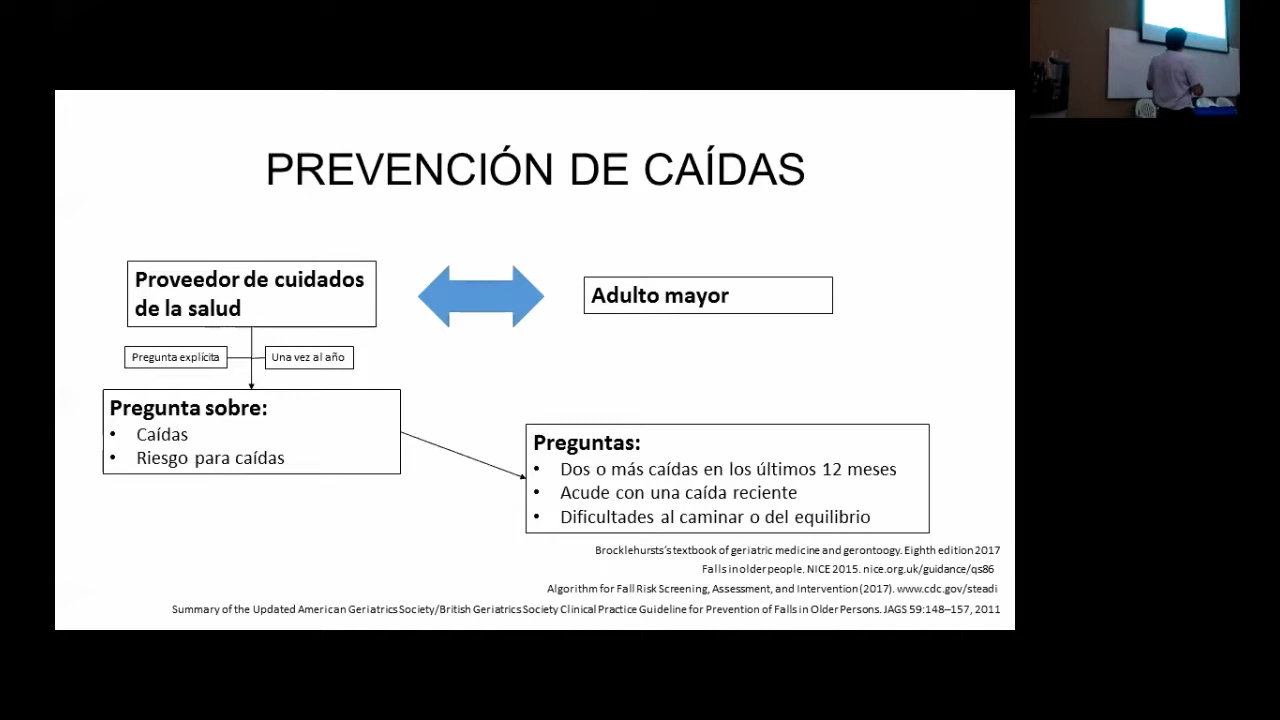 PREVENCIÓN DE CAÍDAS
Proveedor de cuidados
de la salud
Adulto mayor
Pregunta explícita
Una vez al año
Pregunta sobre:
• Caídas
• Riesgo para caídas
Preguntas:
• Dos o más caídas en los últimos 12 meses
• Acude con una caída reciente
• Dificultades al caminar o del equilibrio
Brocklehursts's textbook of geriatric medicine and gerontoogy. Eighth edition 2017
Falls in older people. NICE 2015. nice.org.uk/guidance/qs86
Algorithm for Fall Risk Screening, Assessment, and Intervention (2017). www.cdc.gov/steadi
Summary of the Updated American Geriatrics Society/British Geriatrics Society Clinical Practice Guideline for Prevention of Falls in Older Persons. JAGS 59:148–157, 2011